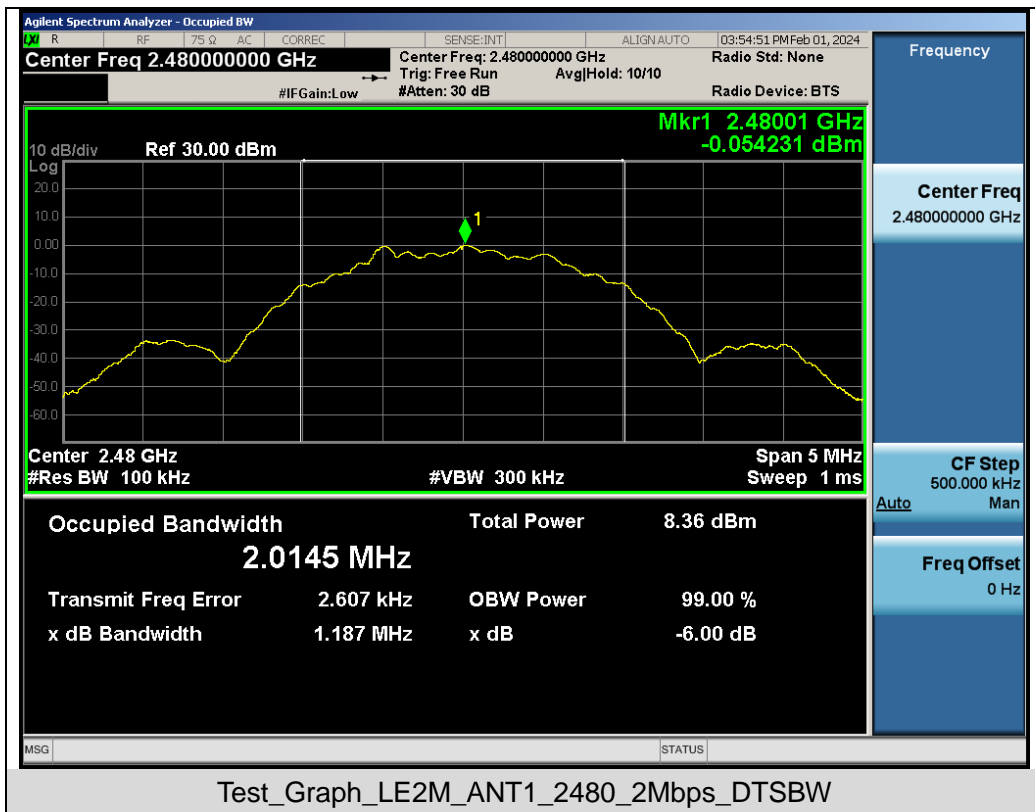 Agilent Spectrum Analyzer - Occupied BW
LXI R RF 75 Ω AC CORREC SENSE:INT ALIGN AUTO 03:54:51 PM Feb 01, 2024
Center Freq 2.480000000 GHz
Center Freq: 2.480000000 GHz Radio Std: None
Trig: Free Run Avg|Hold: 10/10
#IFGain:Low #Atten: 30 dB Radio Device: BTS
Mkr1 2.48001 GHz
-0.054231 dBm
10 dB/div Ref 30.00 dBm
Log
20.0
10.0
0.00
-10.0
-20.0
-30.0
-40.0
-50.0
-60.0
1
Center 2.48 GHz Span 5 MHz
#Res BW 100 kHz #VBW 300 kHz Sweep 1 ms
Occupied Bandwidth Total Power 8.36 dBm
2.0145 MHz
Transmit Freq Error 2.607 kHz OBW Power 99.00 %
x dB Bandwidth 1.187 MHz x dB -6.00 dB
MSG STATUS
Frequency
Center Freq
2.480000000 GHz
CF Step
500.000 kHz
Auto Man
Freq Offset
0 Hz
Test_Graph_LE2M_ANT1_2480_2Mbps_DTSBW